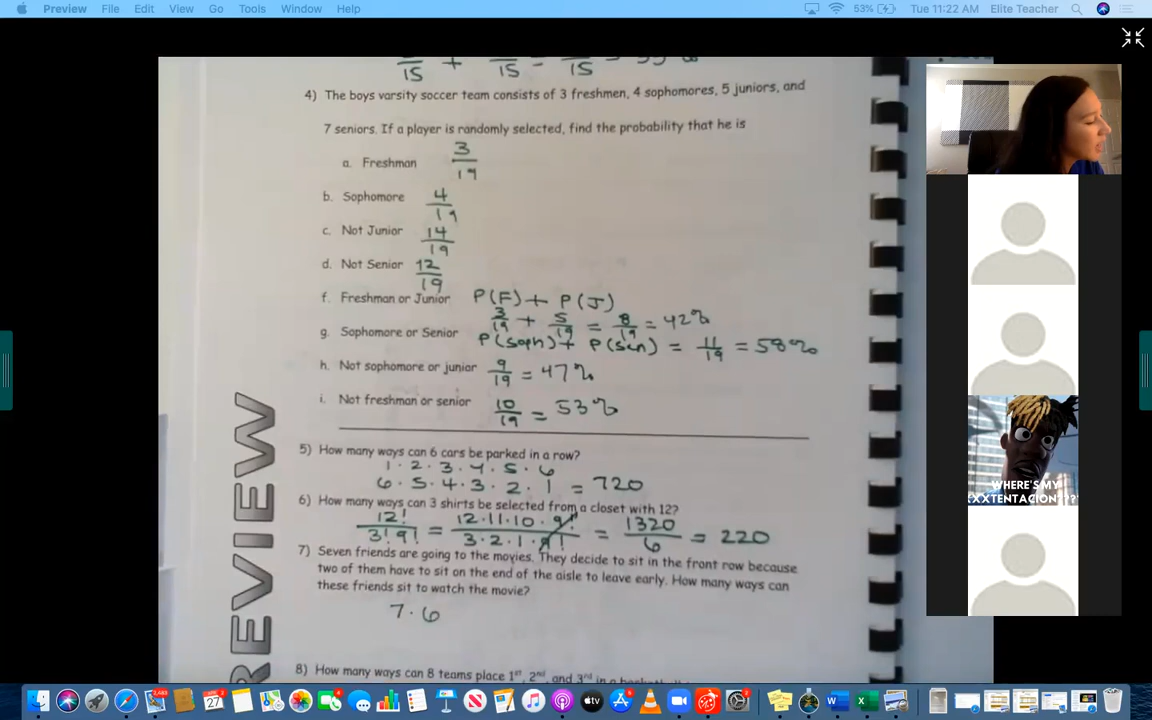 Preview File Edit View Go Tools Window Help 53% Tue 11:22 AM Elite Teacher
15 + 15 = 15
4) The boys varsity soccer team consists of 3 freshmen, 4 sophomores, 5 juniors, and
7 seniors. If a player is randomly selected, find the probability that he is
a. Freshman 3/19
b. Sophomore 4/19
c. Not Junior 14/19
d. Not Senior 12/19
f. Freshman or Junior P(F) + P(J)
3/19 + 5/19 = 8/19 = 42%
g. Sophomore or Senior P(soph) + P(sen) = 11/19 = 58%
h. Not sophomore or junior 9/19 = 47%
i. Not freshman or senior 10/19 = 53%
5) How many ways can 6 cars be parked in a row?
1 · 2 · 3 · 4 · 5 · 6
6 · 5 · 4 · 3 · 2 · 1 = 720
6) How many ways can 3 shirts be selected from a closet with 12?
12!/3!9! = 12·11·10·9!/3·2·1·9! = 1320/6 = 220
7) Seven friends are going to the movies. They decide to sit in the front row because
two of them have to sit on the end of the aisle to leave early. How many ways can
these friends sit to watch the movie?
7 · 6
8) How many ways can 8 teams place 1st, 2nd, and 3rd in a
REVIEW
WHERE'S MY
XXTENTACION???